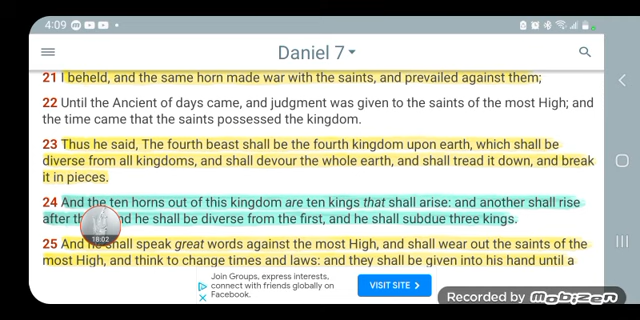 4:09
Daniel 7
21 I beheld, and the same horn made war with the saints, and prevailed against them;
22 Until the Ancient of days came, and judgment was given to the saints of the most High; and
the time came that the saints possessed the kingdom.
23 Thus he said, The fourth beast shall be the fourth kingdom upon earth, which shall be
diverse from all kingdoms, and shall devour the whole earth, and shall tread it down, and break
it in pieces.
24 And the ten horns out of this kingdom are ten kings that shall arise: and another shall rise
after and he shall be diverse from the first, and he shall subdue three kings.
18:02
25 And he shall speak great words against the most High, and shall wear out the saints of the
most High, and think to change times and laws: and they shall be given into his hand until a
Join Groups, express interests,
connect with friends globally on
Facebook.
VISIT SITE >
Recorded by Mobizen